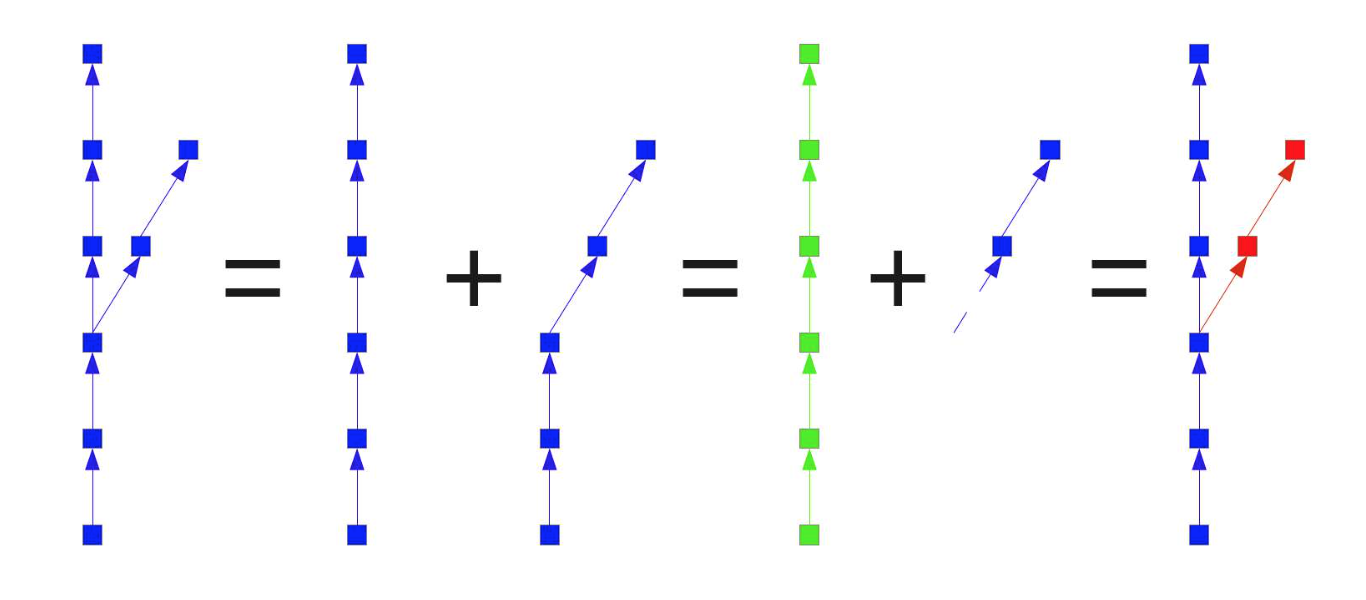 = + = + =